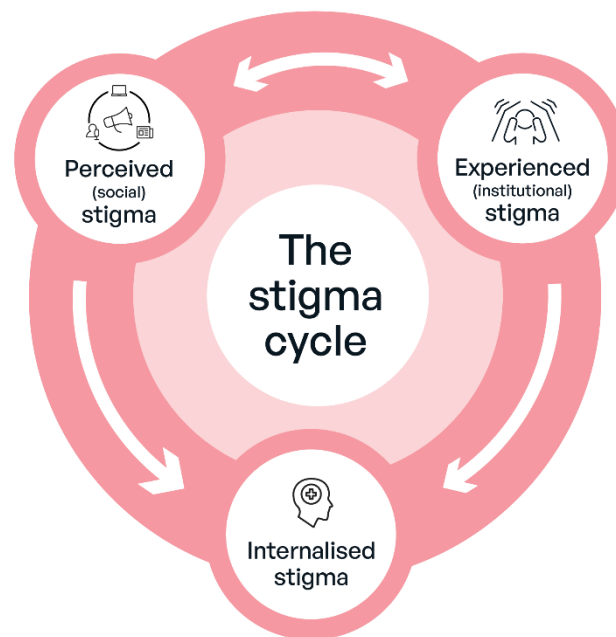 Perceived
(social)
stigma
Experienced
(institutional)
stigma
The
stigma
cycle
Internalised
stigma